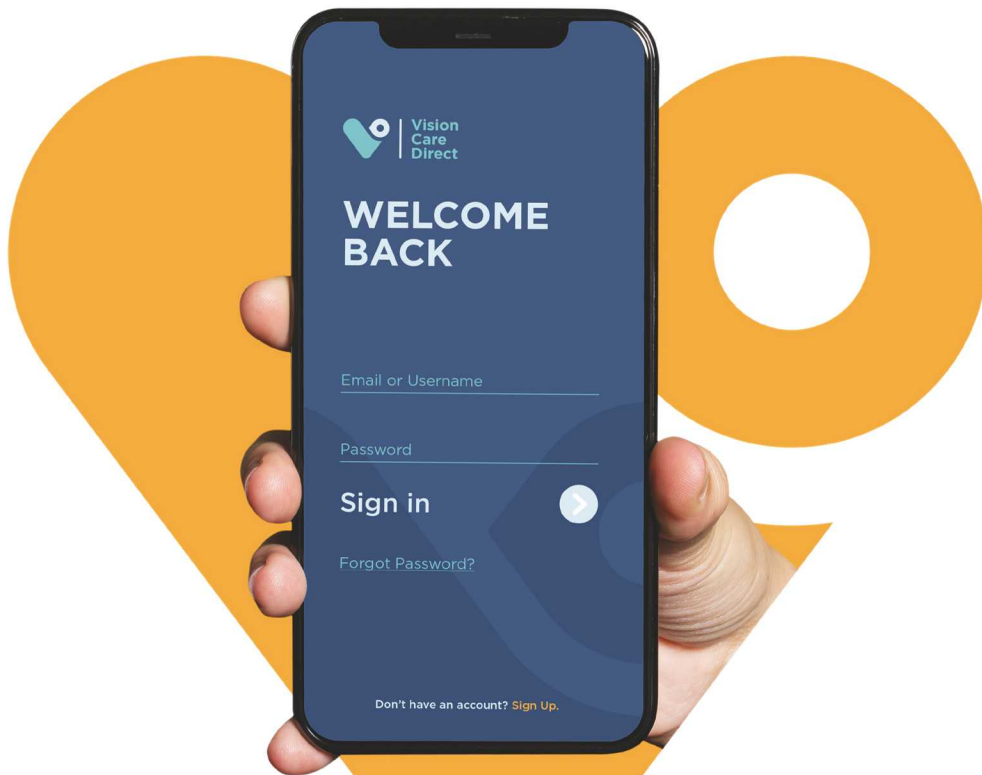 Vision
Care
Direct
WELCOME
BACK
Email or Username
Password
Sign in
Forgot Password?
Don't have an account? Sign Up.